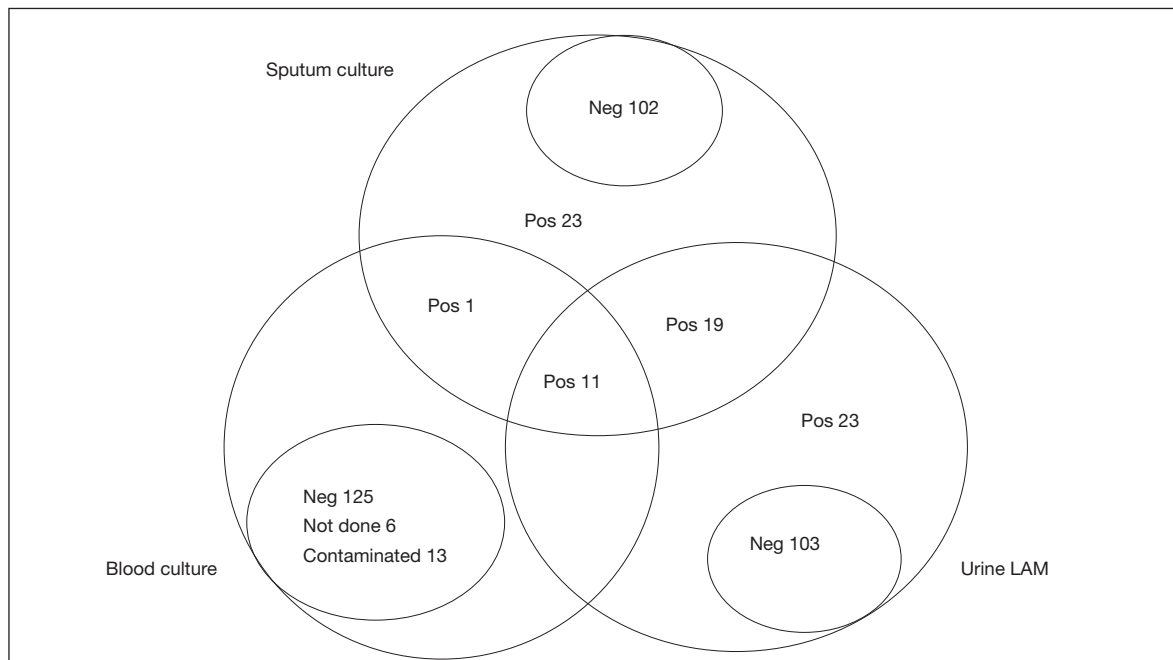 Sputum culture
Neg 102
Pos 23
Pos 1
Pos 19
Pos 11
Pos 23
Neg 125
Not done 6
Contaminated 13
Neg 103
Blood culture
Urine LAM